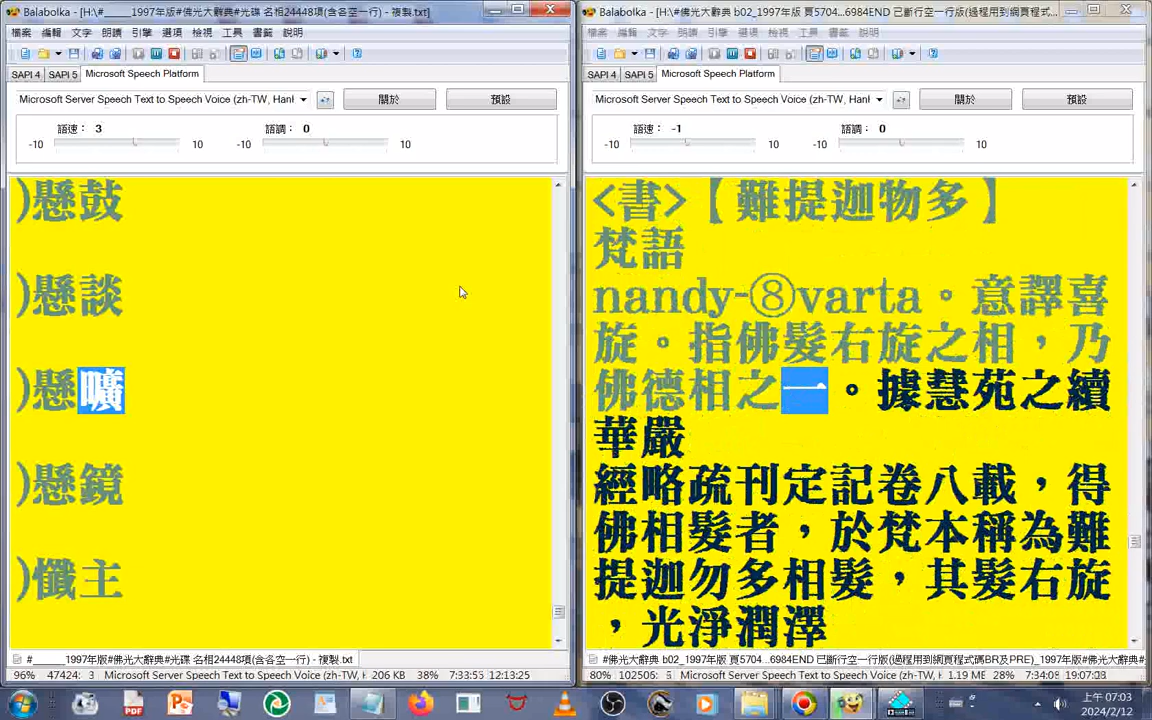 Balabolka - [H:\#_____1997年版#佛光大辭典#光碟 名相24448項(含各空一行) - 複製.txt]
檔案 編輯 文字 朗讀 引擎 選項 檢視 工具 書籤 說明
SAPI 4 SAPI 5 Microsoft Speech Platform
Microsoft Server Speech Text to Speech Voice (zh-TW, Hanl 關於 預設
語速： 3 語調： 0
-10 10 -10 10
)懸鼓
)懸談
)懸曠
)懸鏡
)懺主
#_____1997年版#佛光大辭典#光碟 名相24448項(含各空一行) - 複製.txt
96% 47424: 3 Microsoft Server Speech Text to Speech Voice (zh-TW, H 206 KB 38% 7:33:55 12:13:25
Balabolka - [H:\#佛光大辭典 b02_1997年版 頁5704...6984END 已斷行空一行版(過程用到網頁程式...
檔案 編輯 文字 朗讀 引擎 選項 檢視 工具 書籤 說明
SAPI 4 SAPI 5 Microsoft Speech Platform
Microsoft Server Speech Text to Speech Voice (zh-TW, Hanl 關於 預設
語速： -1 語調： 0
-10 10 -10 10
<書>【難提迦物多】
梵語
nandy-⑧varta。意譯喜
旋。指佛髮右旋之相，乃
佛德相之一。據慧苑之續
華嚴
經略疏刊定記卷八載，得
佛相髮者，於梵本稱為難
提迦勿多相髮，其髮右旋
，光淨潤澤
#佛光大辭典 b02_1997年版 頁5704...6984END 已斷行空一行版(過程用到網頁程式碼BR及PRE)_1997年版#
80% 102505: Microsoft Server Speech Text to Speech Voice (zh-TW, H 1.19 ME 28% 7:34:08 19:07:08
上午 07:03
2024/2/12